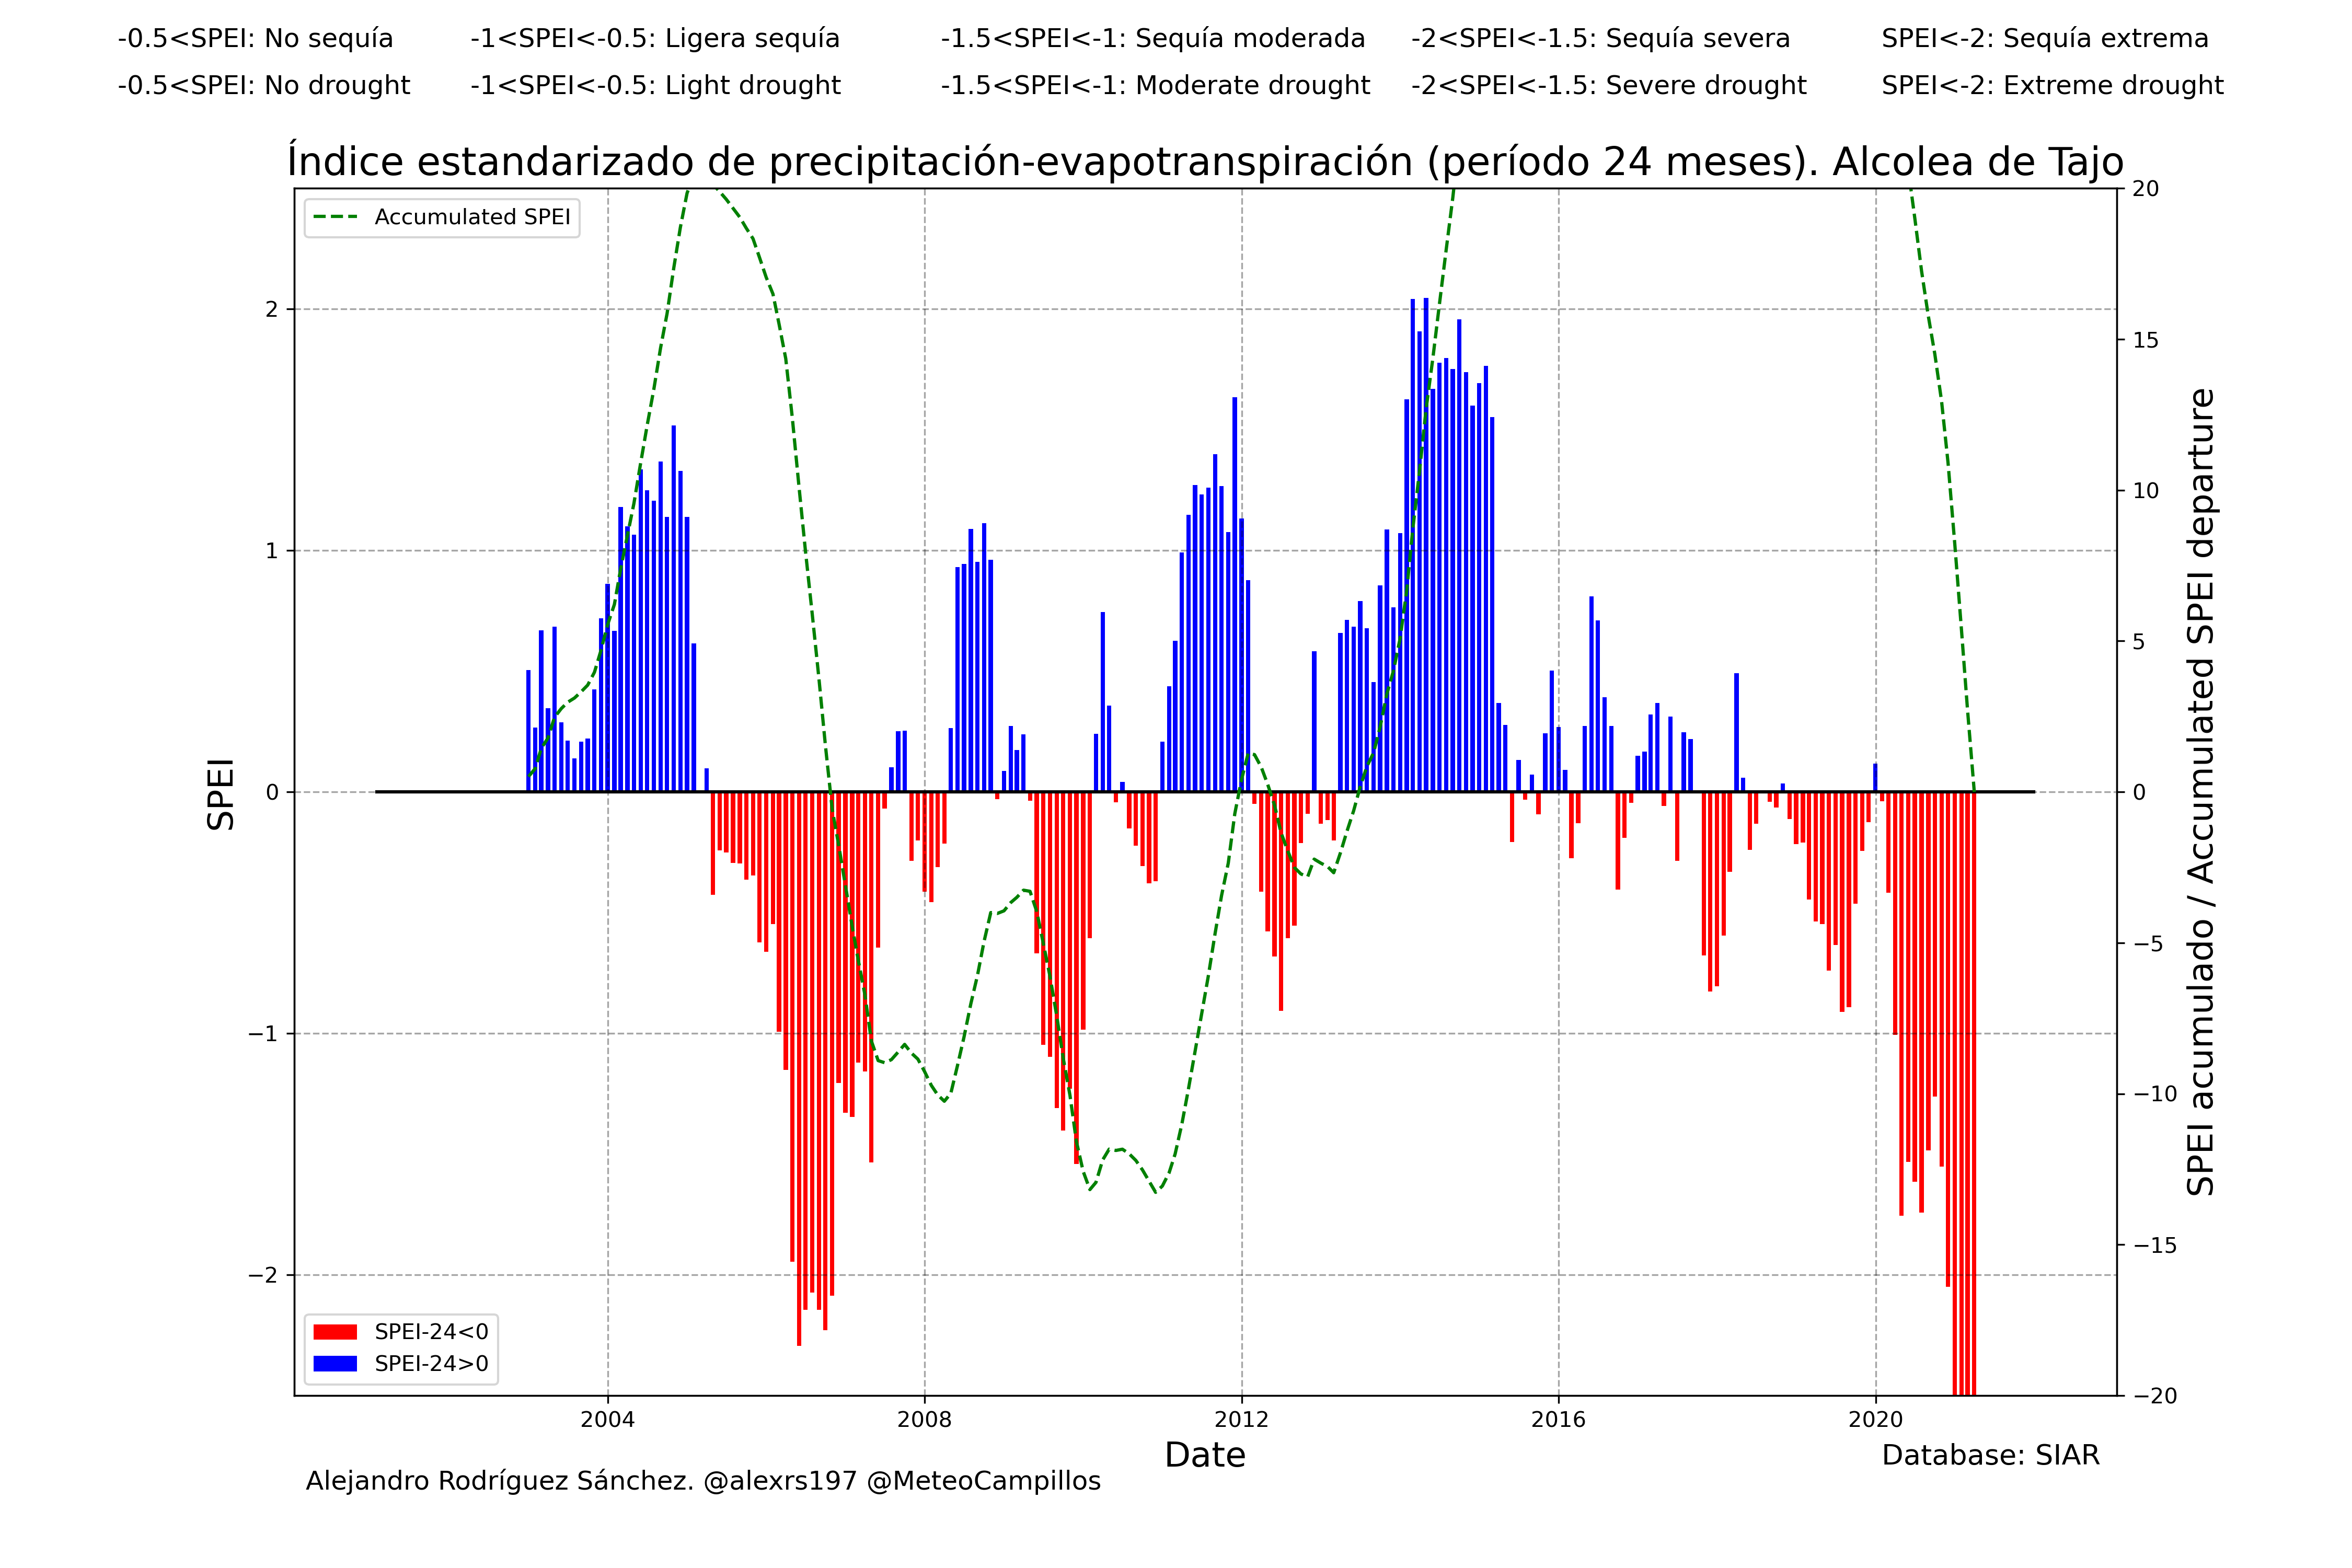 -0.5<SPEI: No sequía -1<SPEI<-0.5: Ligera sequía -1.5<SPEI<-1: Sequía moderada -2<SPEI<-1.5: Sequía severa SPEI<-2: Sequía extrema
-0.5<SPEI: No drought -1<SPEI<-0.5: Light drought -1.5<SPEI<-1: Moderate drought -2<SPEI<-1.5: Severe drought SPEI<-2: Extreme drought
Índice estandarizado de precipitación-evapotranspiración (período 24 meses). Alcolea de Tajo
Accumulated SPEI
SPEI
2
1
0
−1
−2
20
15
10
5
0
−5
−10
−15
−20
SPEI acumulado / Accumulated SPEI departure
SPEI-24<0
SPEI-24>0
2004 2008 2012 2016 2020
Date
Database: SIAR
Alejandro Rodríguez Sánchez. @alexrs197 @MeteoCampillos